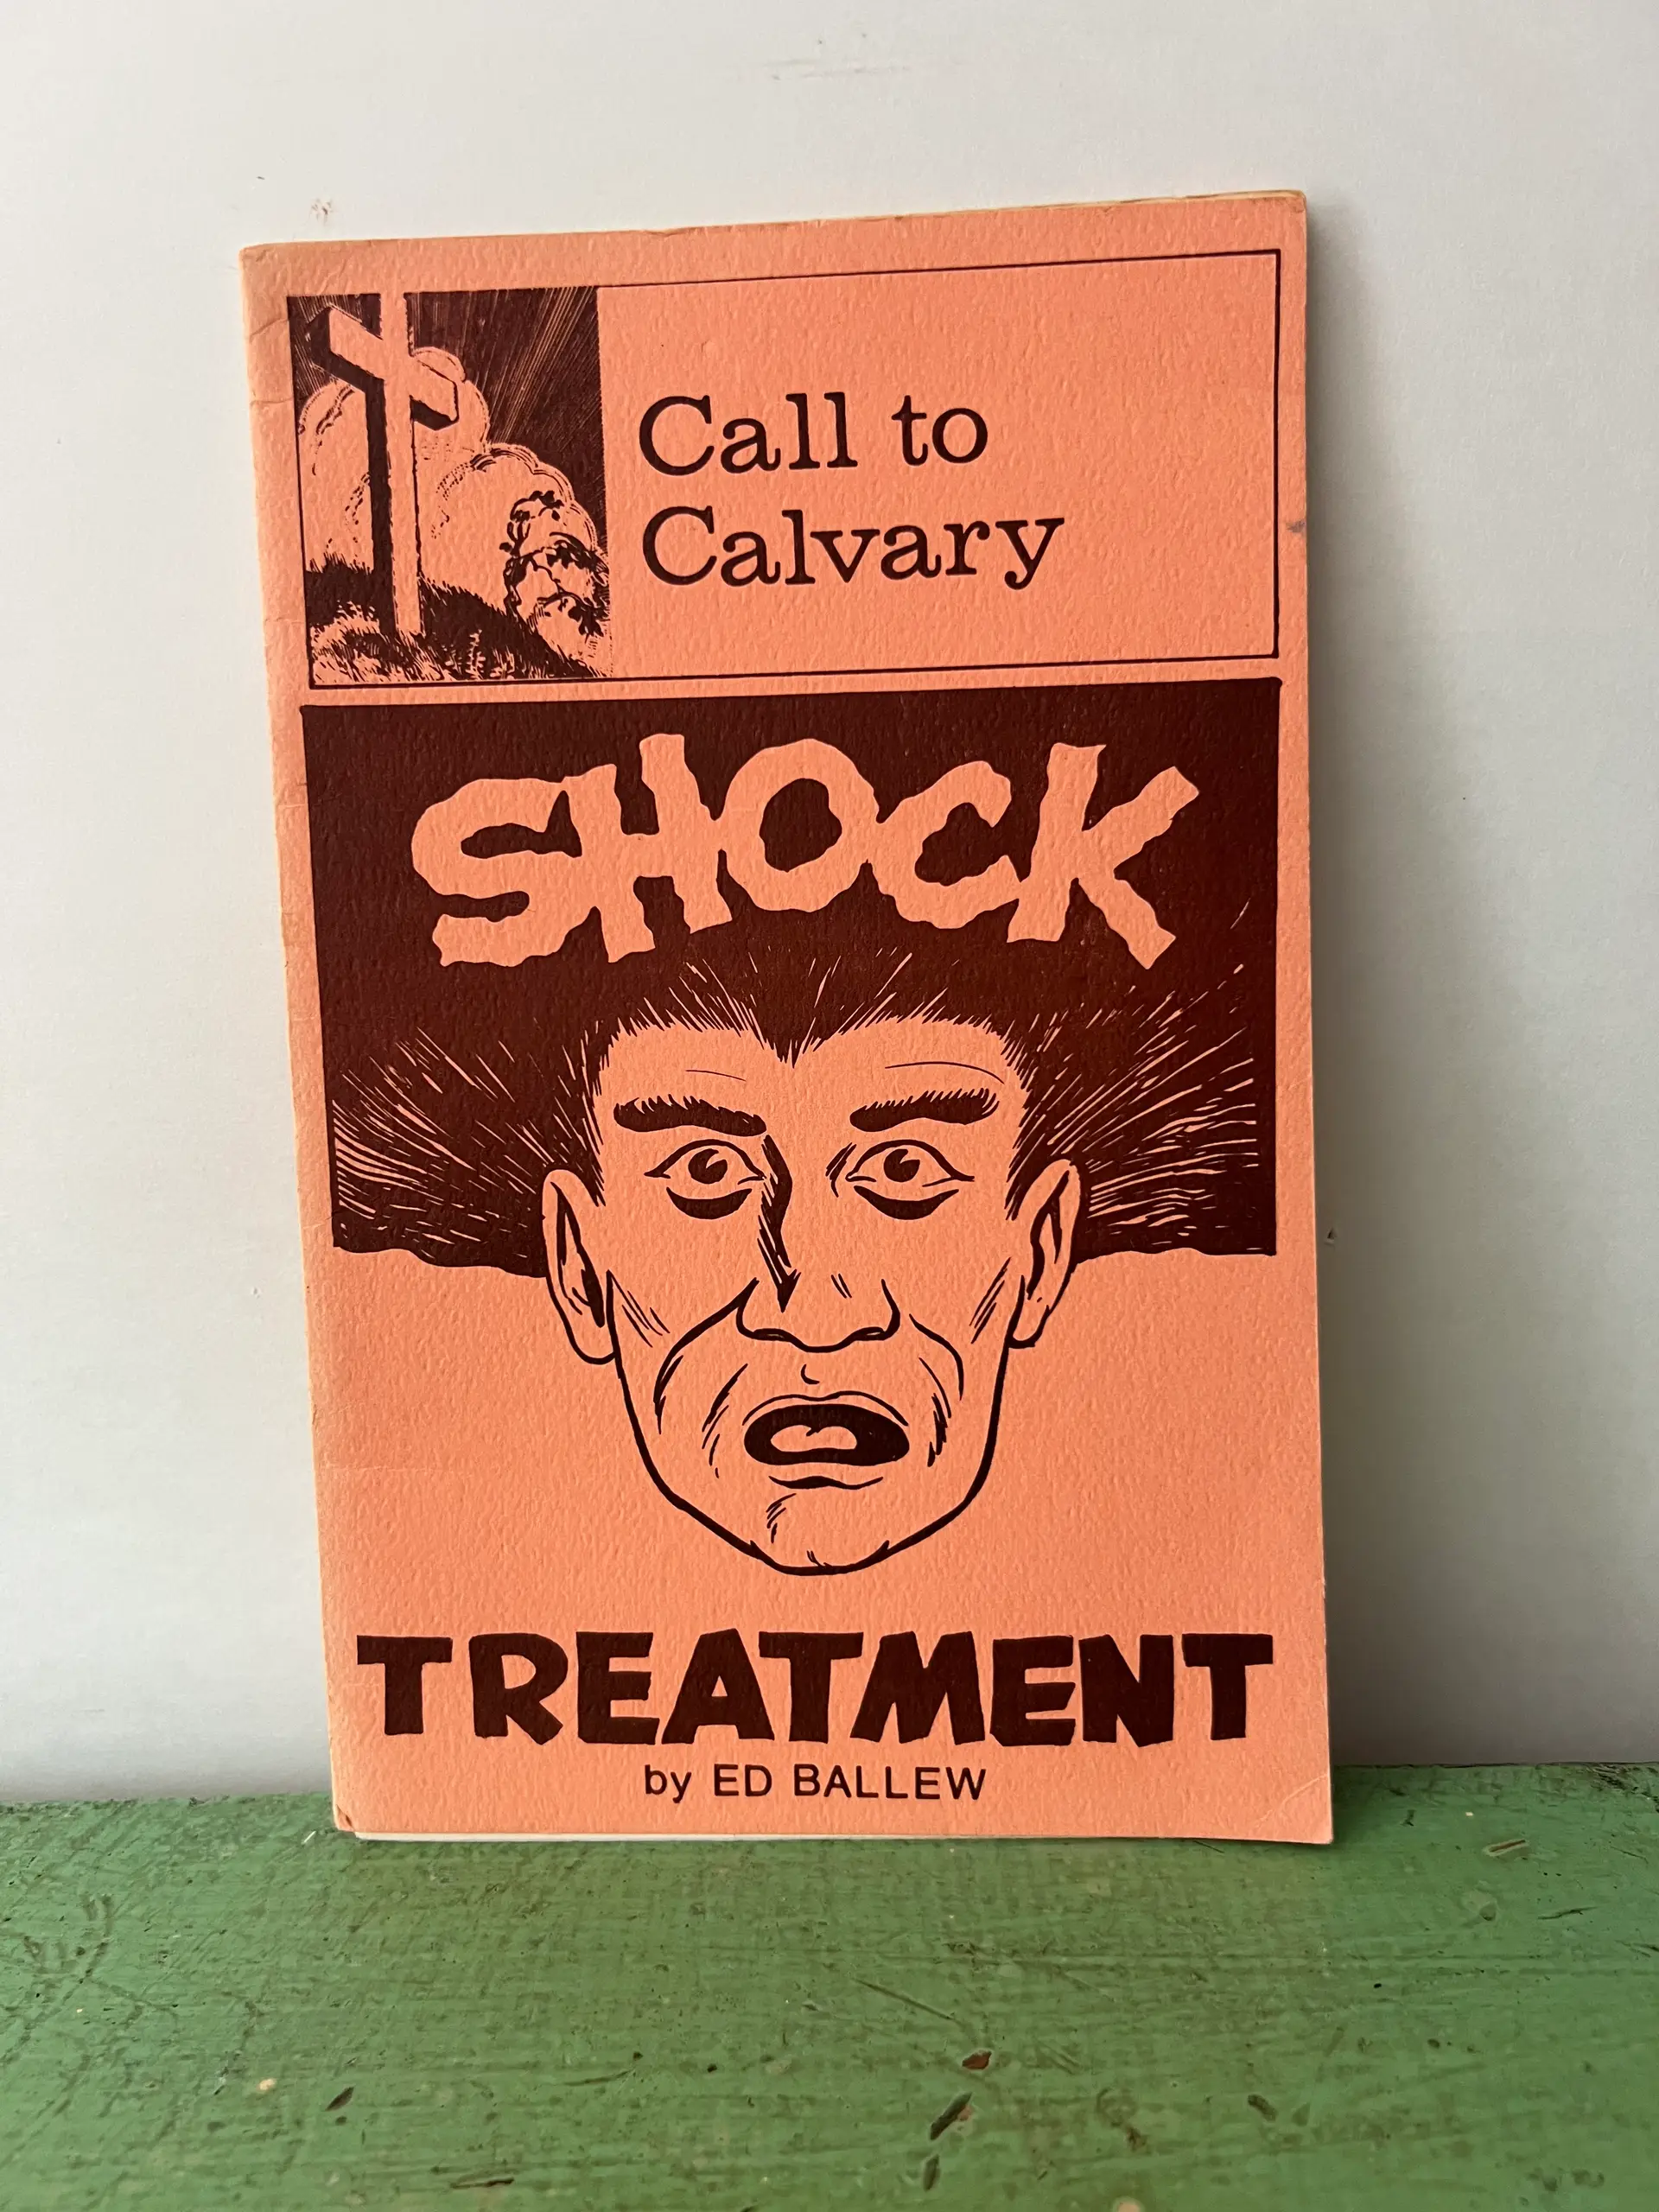 Call to
Calvary
SHOCK
TREATMENT
by ED BALLEW